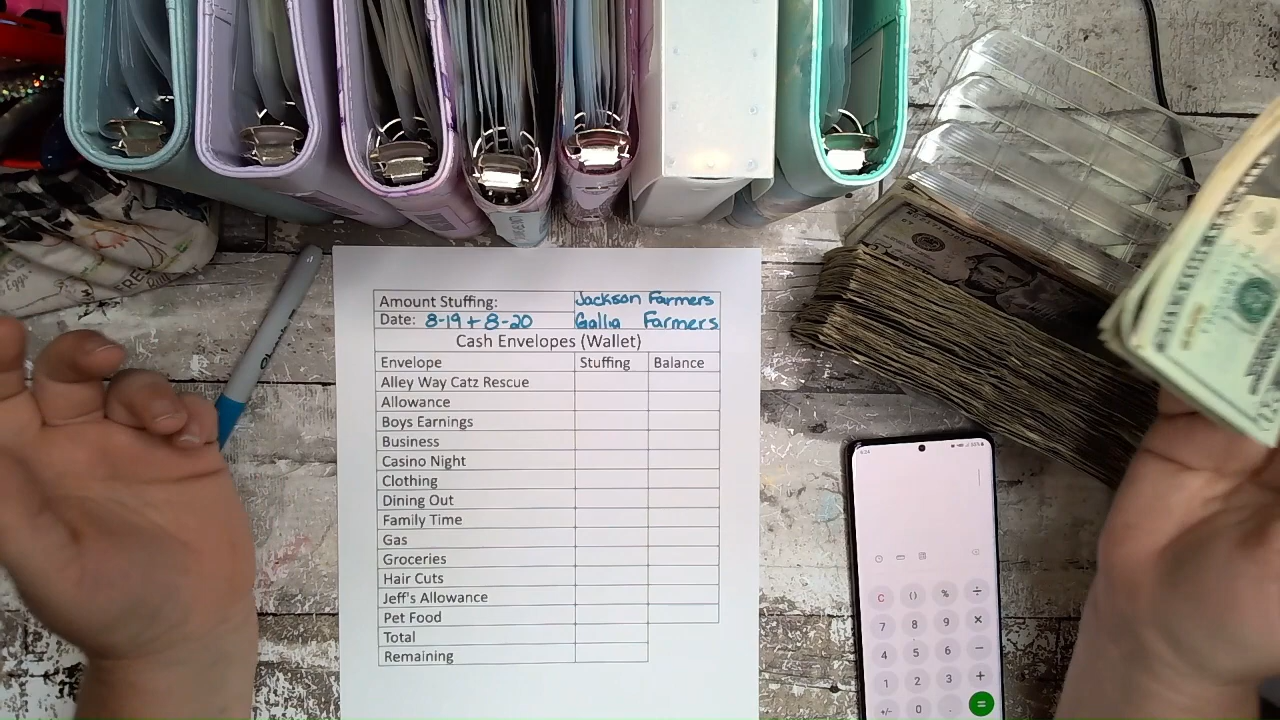 Amount Stuffing: Jackson Farmers
Date: 8-19 + 8-20 Gallia Farmers
Cash Envelopes (Wallet)
Envelope Stuffing Balance
Alley Way Catz Rescue
Allowance
Boys Earnings
Business
Casino Night
Clothing
Dining Out
Family Time
Gas
Groceries
Hair Cuts
Jeff's Allowance
Pet Food
Total
Remaining
C () % ÷
7 8 9 ×
4 5 6 −
1 2 3 +
+/- 0 . =